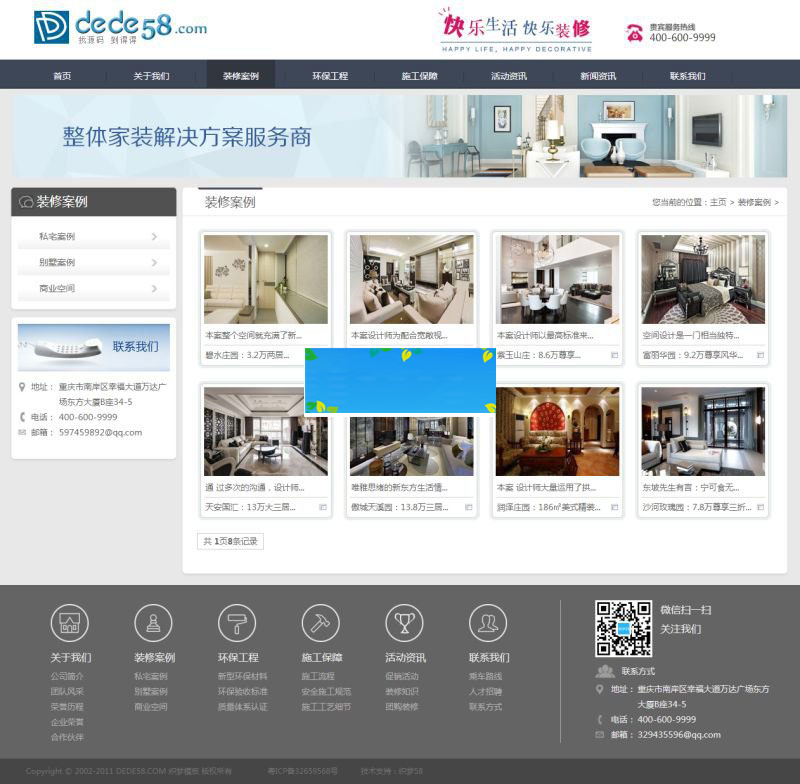 dede58.com
找源码 到得得
快乐生活 快乐装修
HAPPY LIFE, HAPPY DECORATIVE
贵宾服务热线
400-600-9999
首页 关于我们 装修案例 环保工程 施工保障 活动资讯 新闻资讯 联系我们
整体家装解决方案服务商
装修案例
私宅案例
别墅案例
商业空间
联系我们
地址： 重庆市南岸区幸福大道万达广
场东方大厦B座34-5
电话： 400-600-9999
邮箱： 597459892@qq.com
装修案例
您当前的位置：主页 > 装修案例 >
本案整个空间就充满了新...
碧水庄园：3.2万两居...
本案设计师为配合宽敞视...
本案设计师以最高标准来...
紫玉山庄：8.6万尊享...
空间设计是一门相当独特...
富丽华园：9.2万尊享风华...
通 过多次的沟通，设计师...
天安国汇：13万大三居...
唯雅思绪的新东方生活情...
傲城天溪园：13.8万三居...
本案 设计师大量运用了拱...
润泽庄园：186㎡美式精装...
东坡先生有言：宁可食无...
沙河玫瑰园：7.8万尊享三折...
共 1页8条记录
关于我们
公司简介
团队风采
荣誉历程
企业荣誉
合作伙伴
装修案例
私宅案例
别墅案例
商业空间
环保工程
新型环保材料
环保验收标准
质量体系认证
施工保障
施工流程
安全施工规范
施工工艺细节
活动资讯
促销活动
装修知识
团购装修
联系我们
乘车路线
人才招聘
联系方式
微信扫一扫
关注我们
联系方式
地址： 重庆市南岸区幸福大道万达广场东方
大厦B座34-5
电话： 400-600-9999
邮箱： 329435596@qq.com
Copyright © 2002-2011 DEDE58.COM 织梦模板 版权所有 粤ICP备32659568号 技术支持：织梦58